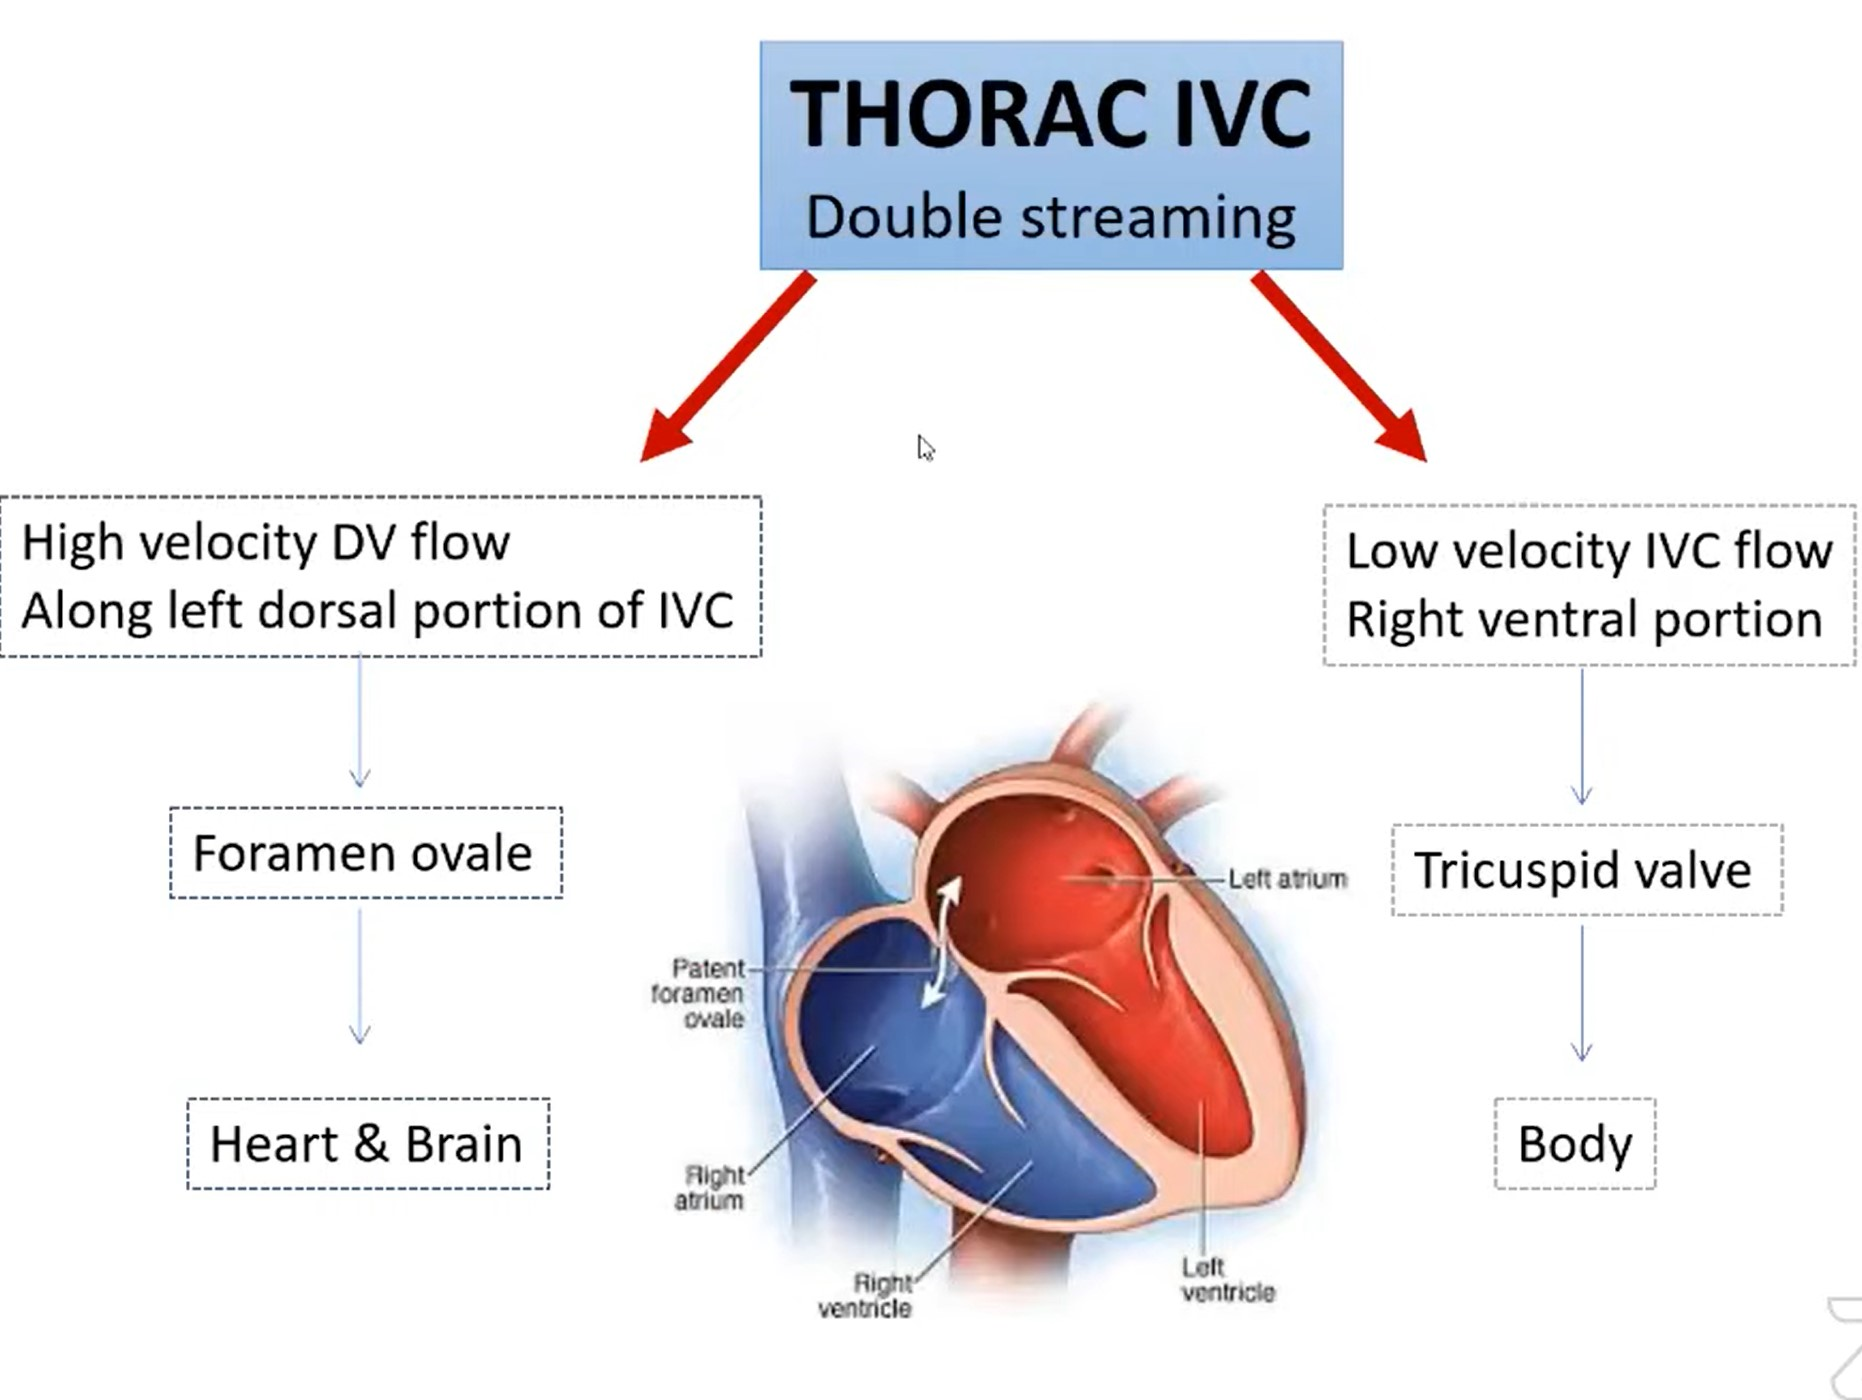 THORAC IVC
Double streaming
High velocity DV flow
Along left dorsal portion of IVC
Low velocity IVC flow
Right ventral portion
Foramen ovale
Tricuspid valve
Heart & Brain
Body
Left atrium
Patent
foramen
ovale
Right
atrium
Right
ventricle
Left
ventricle